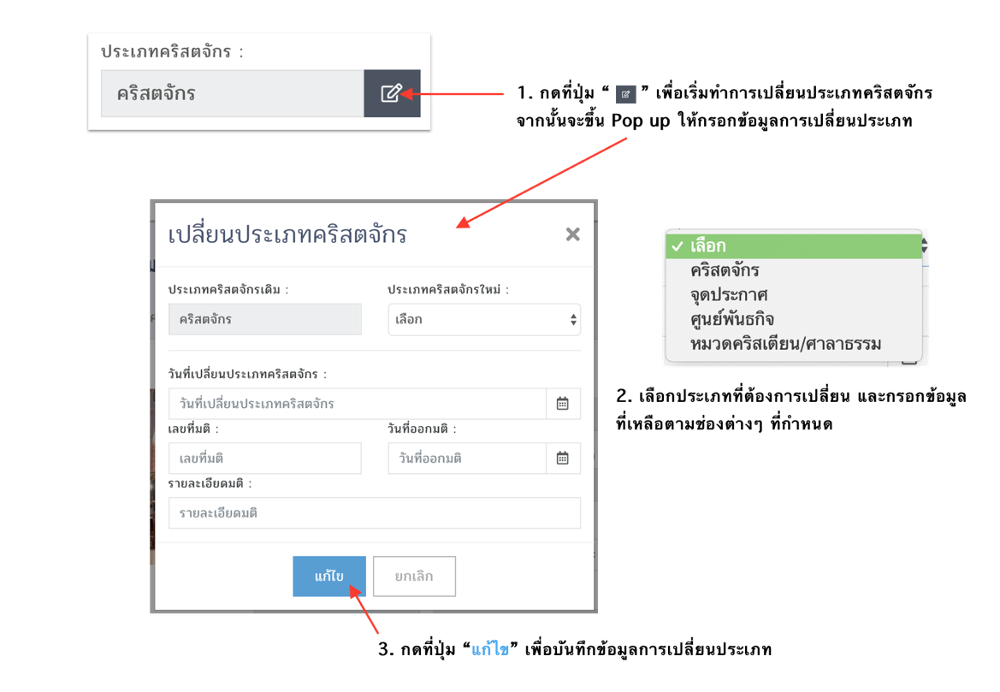 ประเภทคริสตจักร :
คริสตจักร
1. กดที่ปุ่ม “ ” เพื่อเริ่มทำการเปลี่ยนประเภทคริสตจักร
จากนั้นจะขึ้น Pop up ให้กรอกข้อมูลการเปลี่ยนประเภท
เปลี่ยนประเภทคริสตจักร
ประเภทคริสตจักรเดิม : ประเภทคริสตจักรใหม่ :
คริสตจักร เลือก
วันที่เปลี่ยนประเภทคริสตจักร :
วันที่เปลี่ยนประเภทคริสตจักร
เลขที่มติ : วันที่ออกมติ :
เลขที่มติ วันที่ออกมติ
รายละเอียดมติ :
รายละเอียดมติ
แก้ไข ยกเลิก
✓ เลือก
คริสตจักร
จุดประกาศ
ศูนย์พันธกิจ
หมวดคริสเตียน/ศาลาธรรม
2. เลือกประเภทที่ต้องการเปลี่ยน และกรอกข้อมูล
ที่เหลือตามช่องต่างๆ ที่กำหนด
3. กดที่ปุ่ม “แก้ไข” เพื่อบันทึกข้อมูลการเปลี่ยนประเภท